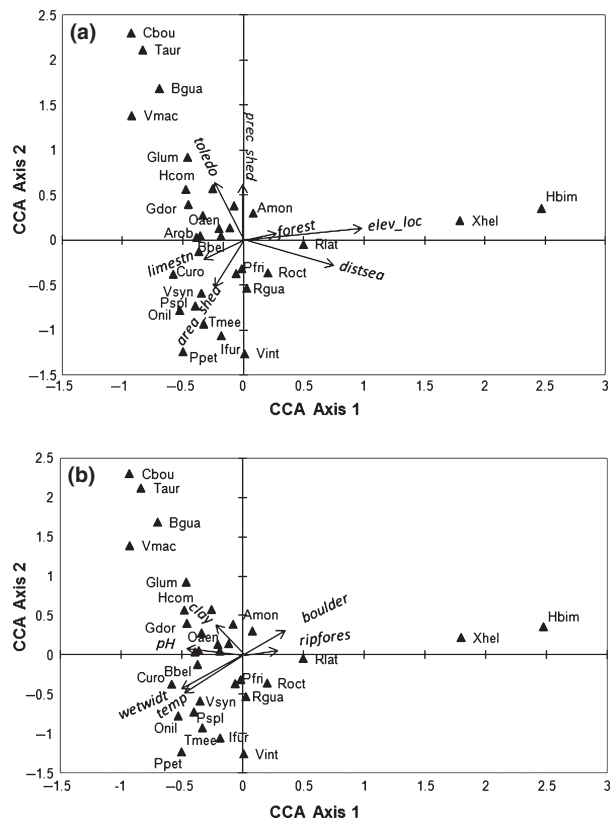 (a)
2.5
2
1.5
1
0.5
0
−0.5
−1
−1.5
CCA Axis 2
Cbou
Taur
Bgua
Vmac
Glum
Hcom
Gdor
Oaen
Arob
Bbel
Curo
Vsyn
Pspl
Onil
Tmee
Ifur
Ppet
Vint
Amon
Pfri
Roct
Rgua
Rlat
Xhel
Hbim
toledo
prec shed
forest
elev_loc
distsea
limestn
area shed
−1.5 −1 −0.5 0 0.5 1 1.5 2 2.5 3
CCA Axis 1
(b)
2.5
2
1.5
1
0.5
0
−0.5
−1
−1.5
CCA Axis 2
Cbou
Taur
Bgua
Vmac
Glum
Hcom
Gdor
Oaen
Bbel
Curo
Vsyn
Pspl
Onil
Tmee
Ifur
Ppet
Vint
Amon
Pfri
Roct
Rgua
Rlat
Xhel
Hbim
clay
pH
boulder
ripfores
wetwidt
temp
−1.5 −1 −0.5 0 0.5 1 1.5 2 2.5 3
CCA Axis 1